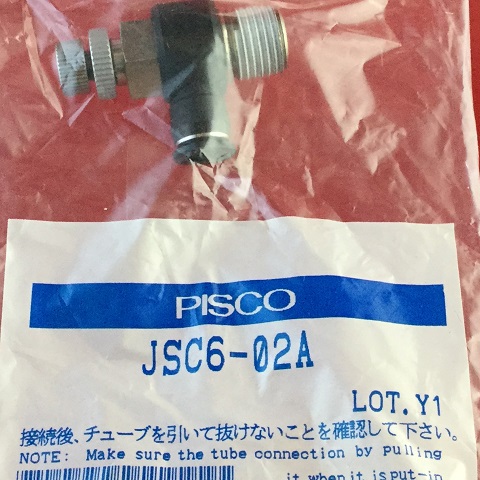 PISCO
JSC6-02A
LOT.Y1
接続後、チューブを引いて抜けないことを確認して下さい。
NOTE: Make sure the tube connection by pulling
it when it is put-in